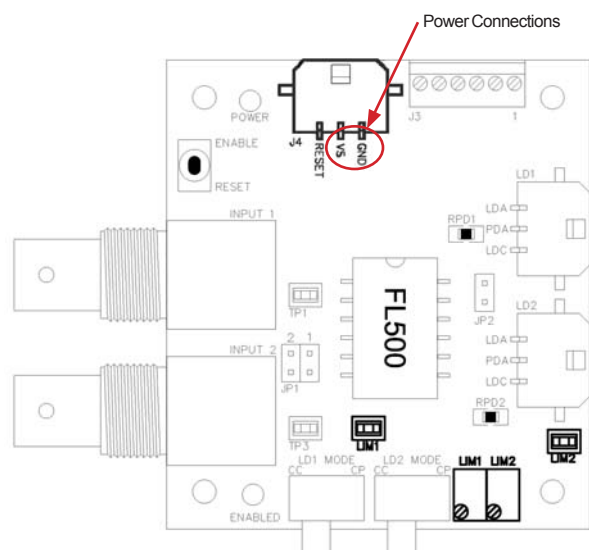 Power Connections
POWER
J4
RESET
VS
GND
J3
1
ENABLE
RESET
LD1
INPUT 1
RPD1
LDA
PDA
LDC
TP1
FL500
JP2
LD2
INPUT 2
2 1
JP1
LDA
PDA
LDC
RPD2
TP3
LIM1
LIM2
LD1 MODE
CC CP
LD2 MODE
CC CP
LIM1 LIM2
ENABLED